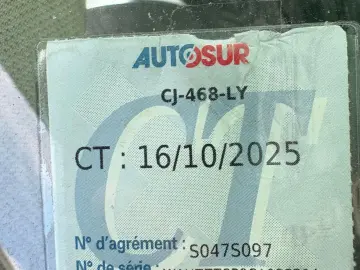 AUTOSUR
CJ-468-LY
CT : 16/10/2025
N° d'agrément : S047S097
N° de série :